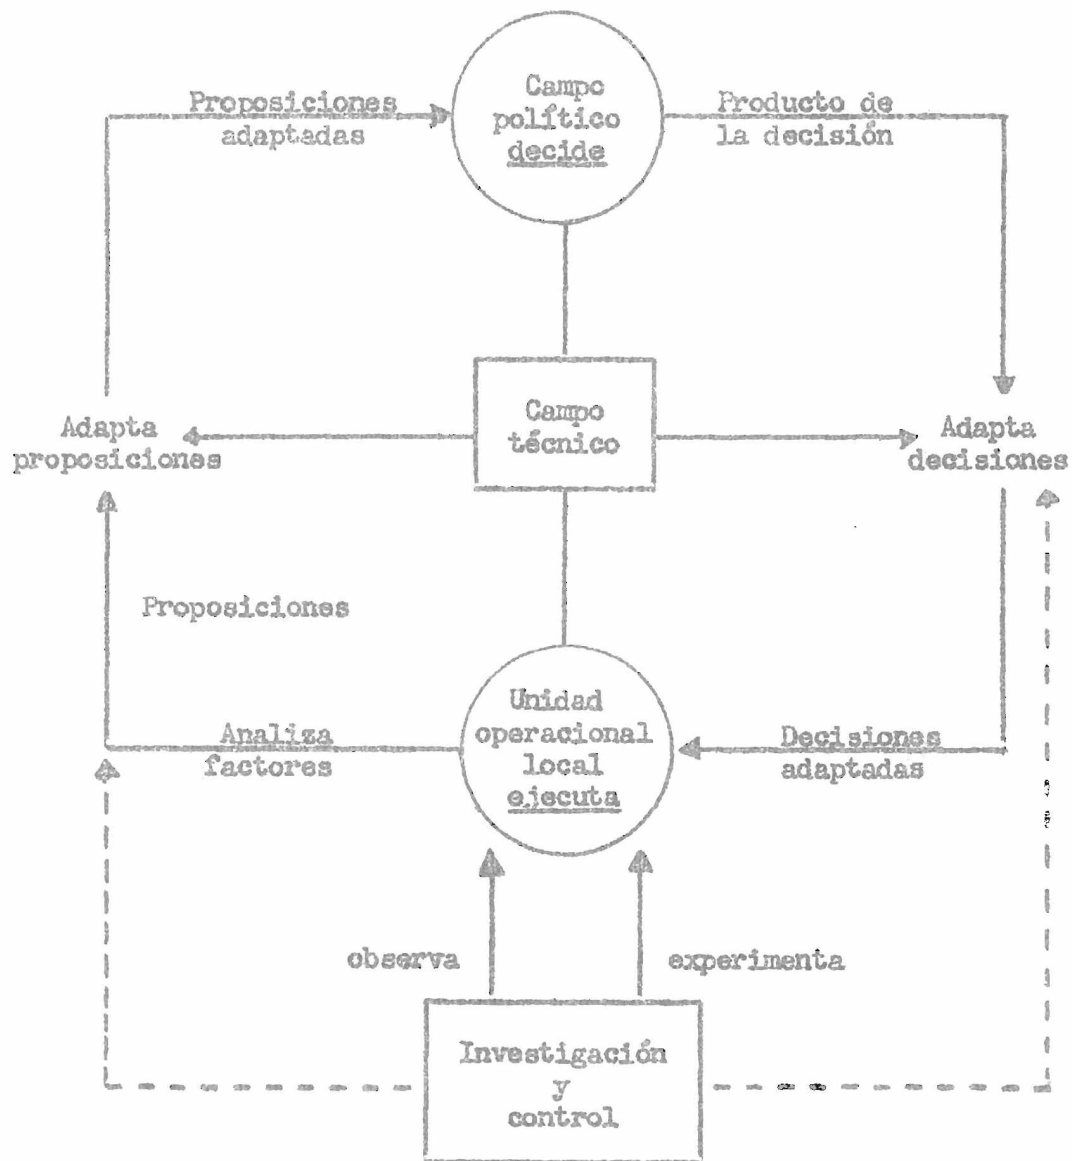 Campo
político
decide
Proposiciones
adaptadas
Producto de
la decisión
Campo
técnico
Adapta
proposiciones
Adapta
decisiones
Proposiciones
Unidad
operacional
local
ejecuta
Analiza
factores
Decisiones
adaptadas
observa
experimenta
Investigación
y
control